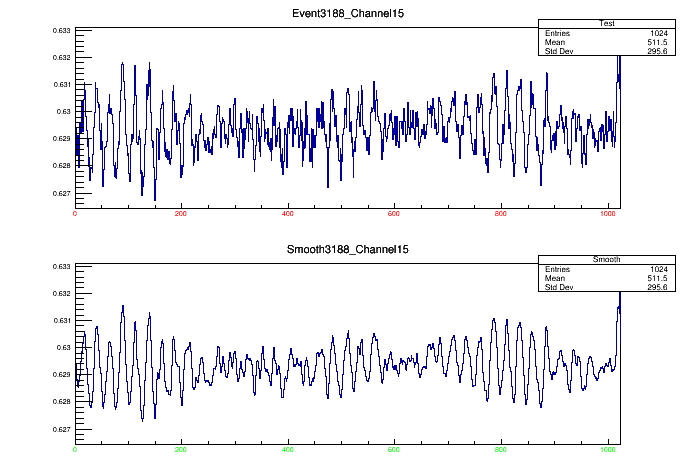 Event3188_Channel15
Test
Entries 1024
Mean 511.5
Std Dev 295.6
0.633
0.632
0.631
0.63
0.629
0.628
0.627
0 200 400 600 800 1000
Smooth3188_Channel15
Smooth
Entries 1024
Mean 511.5
Std Dev 295.6
0.633
0.632
0.631
0.63
0.629
0.628
0.627
0 200 400 600 800 1000